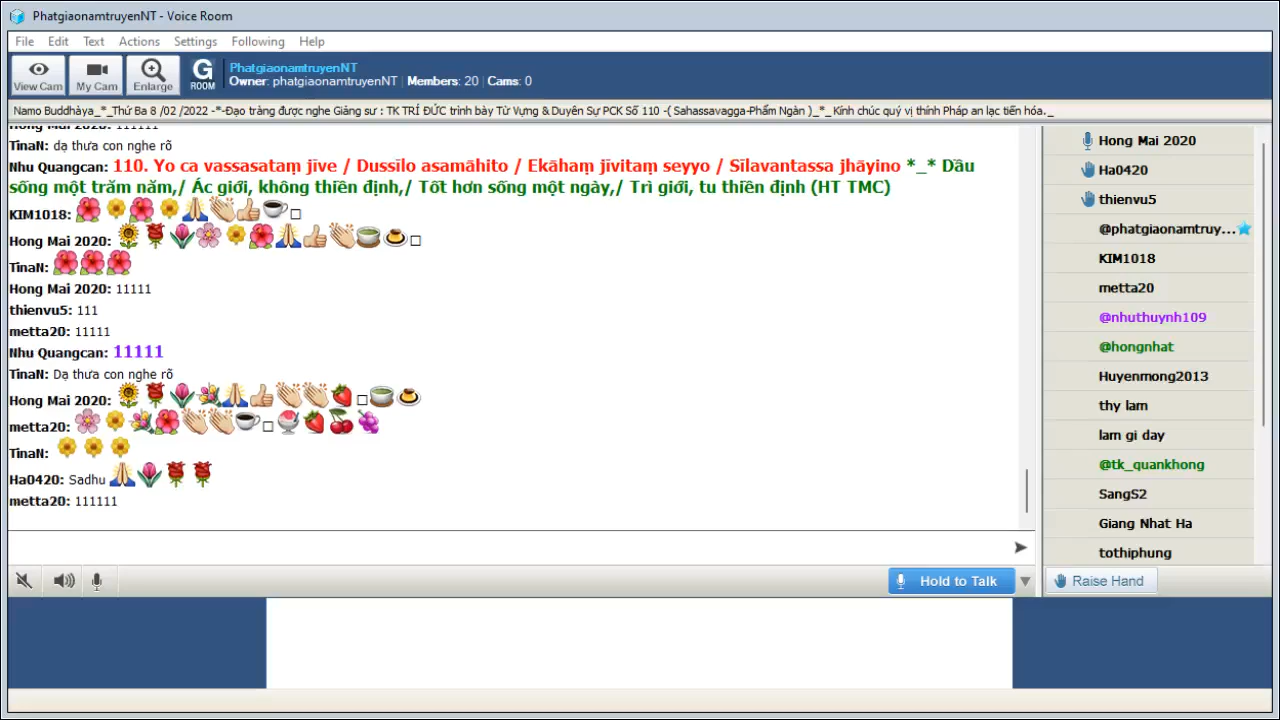 PhatgiaonamtruyenNT - Voice Room
File Edit Text Actions Settings Following Help
View Cam My Cam Enlarge G ROOM
PhatgiaonamtruyenNT
Owner: phatgiaonamtruyenNT | Members: 20 | Cams: 0
Namo Buddhàya_*_Thứ Ba 8 /02 /2022 -*-Đạo tràng được nghe Giảng sư : TK TRÍ ĐỨC trình bày Từ Vựng & Duyên Sự PCK Số 110 -( Sahassavagga-Phẩm Ngàn )_*_ Kính chúc quý vị thính Pháp an lạc tiến hóa._
Hong Mai 2020: 111111
TinaN: dạ thưa con nghe rõ
Nhu Quangcan: 110. Yo ca vassasataṃ jīve / Dussīlo asamāhito / Ekāhaṃ jīvitaṃ seyyo / Sīlavantassa jhāyino *_* Dầu
sống một trăm năm,/ Ác giới, không thiền định,/ Tốt hơn sống một ngày,/ Trì giới, tu thiền định (HT TMC)
KIM1018:
Hong Mai 2020:
TinaN:
Hong Mai 2020: 11111
thienvu5: 111
metta20: 11111
Nhu Quangcan: 11111
TinaN: Dạ thưa con nghe rõ
Hong Mai 2020:
metta20:
TinaN:
Ha0420: Sadhu
metta20: 111111
Hold to Talk
Hong Mai 2020
Ha0420
thienvu5
@phatgiaonamtruy...
KIM1018
metta20
@nhuthuynh109
@hongnhat
Huyenmong2013
thy lam
lam gi day
@tk_quankhong
SangS2
Giang Nhat Ha
tothiphung
Raise Hand